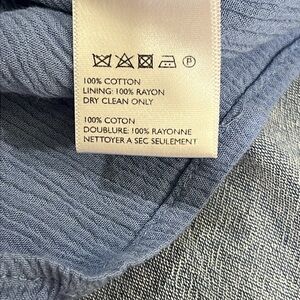 P
100% COTTON
LINING: 100% RAYON
DRY CLEAN ONLY
100% COTON
DOUBLURE: 100% RAYONNE
NETTOYER A SEC SEULEMENT